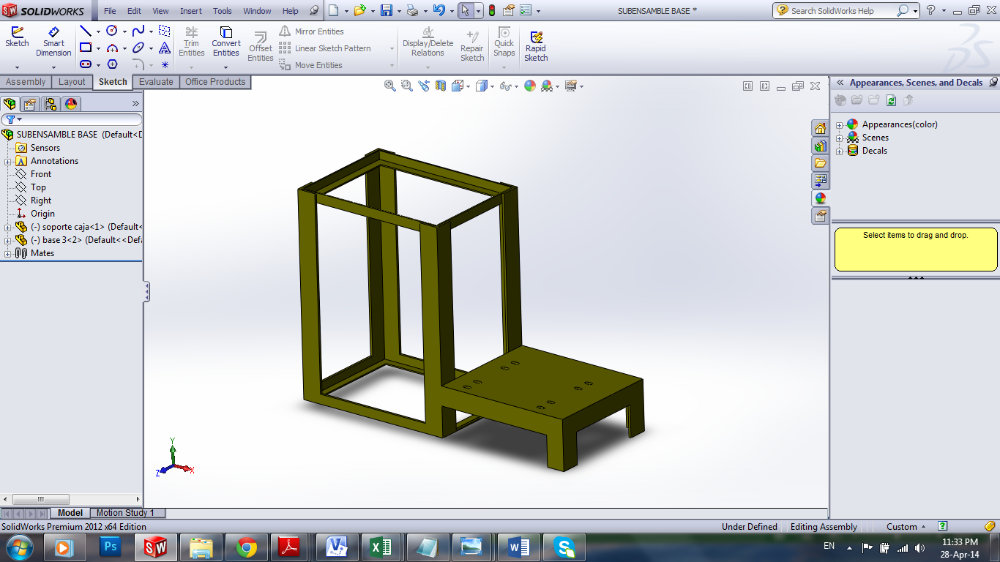 SW SOLIDWORKS File Edit View Insert Tools Window Help SUBENSAMBLE BASE * Search SolidWorks Help
Sketch Smart Dimension Trim Entities Convert Entities Offset Entities Mirror Entities Linear Sketch Pattern Move Entities Display/Delete Relations Repair Sketch Quick Snaps Rapid Sketch
Assembly Layout Sketch Evaluate Office Products
Appearances, Scenes, and Decals
SUBENSAMBLE BASE (Default<D
Sensors
Annotations
Front
Top
Right
Origin
(-) soporte caja<1> (Default<
(-) base 3<2> (Default<<Defa
Mates
Appearances(color)
Scenes
Decals
Select items to drag and drop.
Y
Z
X
Model Motion Study 1
SolidWorks Premium 2012 x64 Edition Under Defined Editing Assembly Custom
Ps SW EN 11:33 PM
28-Apr-14